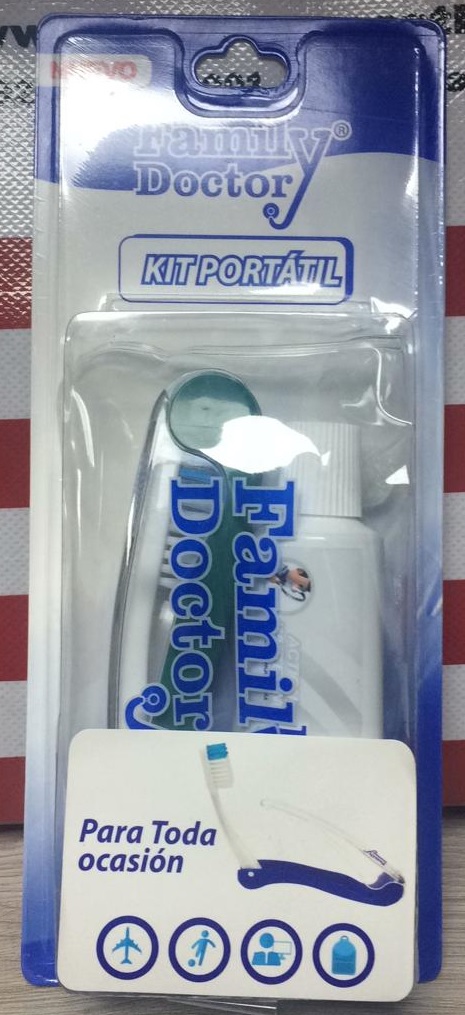 NUEVO
Family®
Doctor
KIT PORTÁTIL
Family
Doctor
Para Toda
ocasión